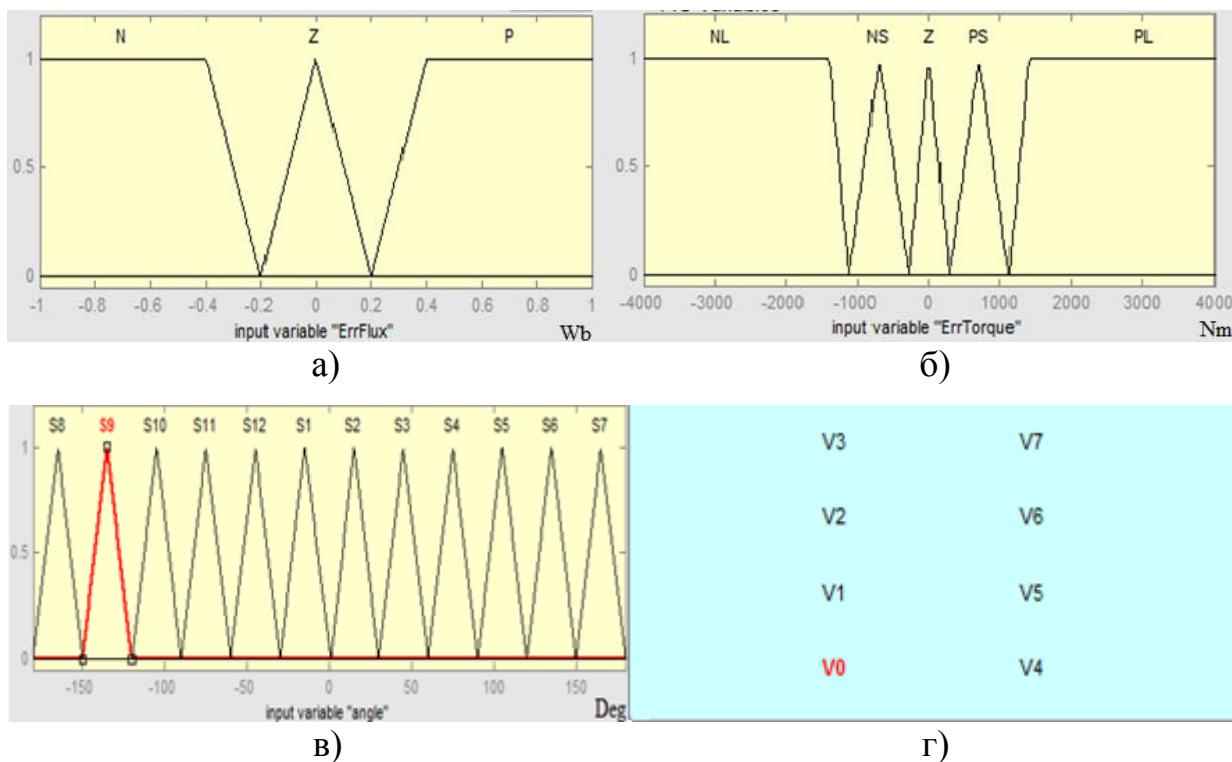 N Z P
1
0.5
0
-1 -0.8 -0.6 -0.4 -0.2 0 0.2 0.4 0.6 0.8 1
input variable "ErrFlux" Wb
а)
NL NS Z PS PL
1
0.5
0
-4000 -3000 -2000 -1000 0 1000 2000 3000 4000
input variable "ErrTorque" Nm
б)
S8 S9 S10 S11 S12 S1 S2 S3 S4 S5 S6 S7
1
0.5
0
-150 -100 -50 0 50 100 150
input variable "angle" Deg
в)
V3 V7
V2 V6
V1 V5
V0 V4
г)